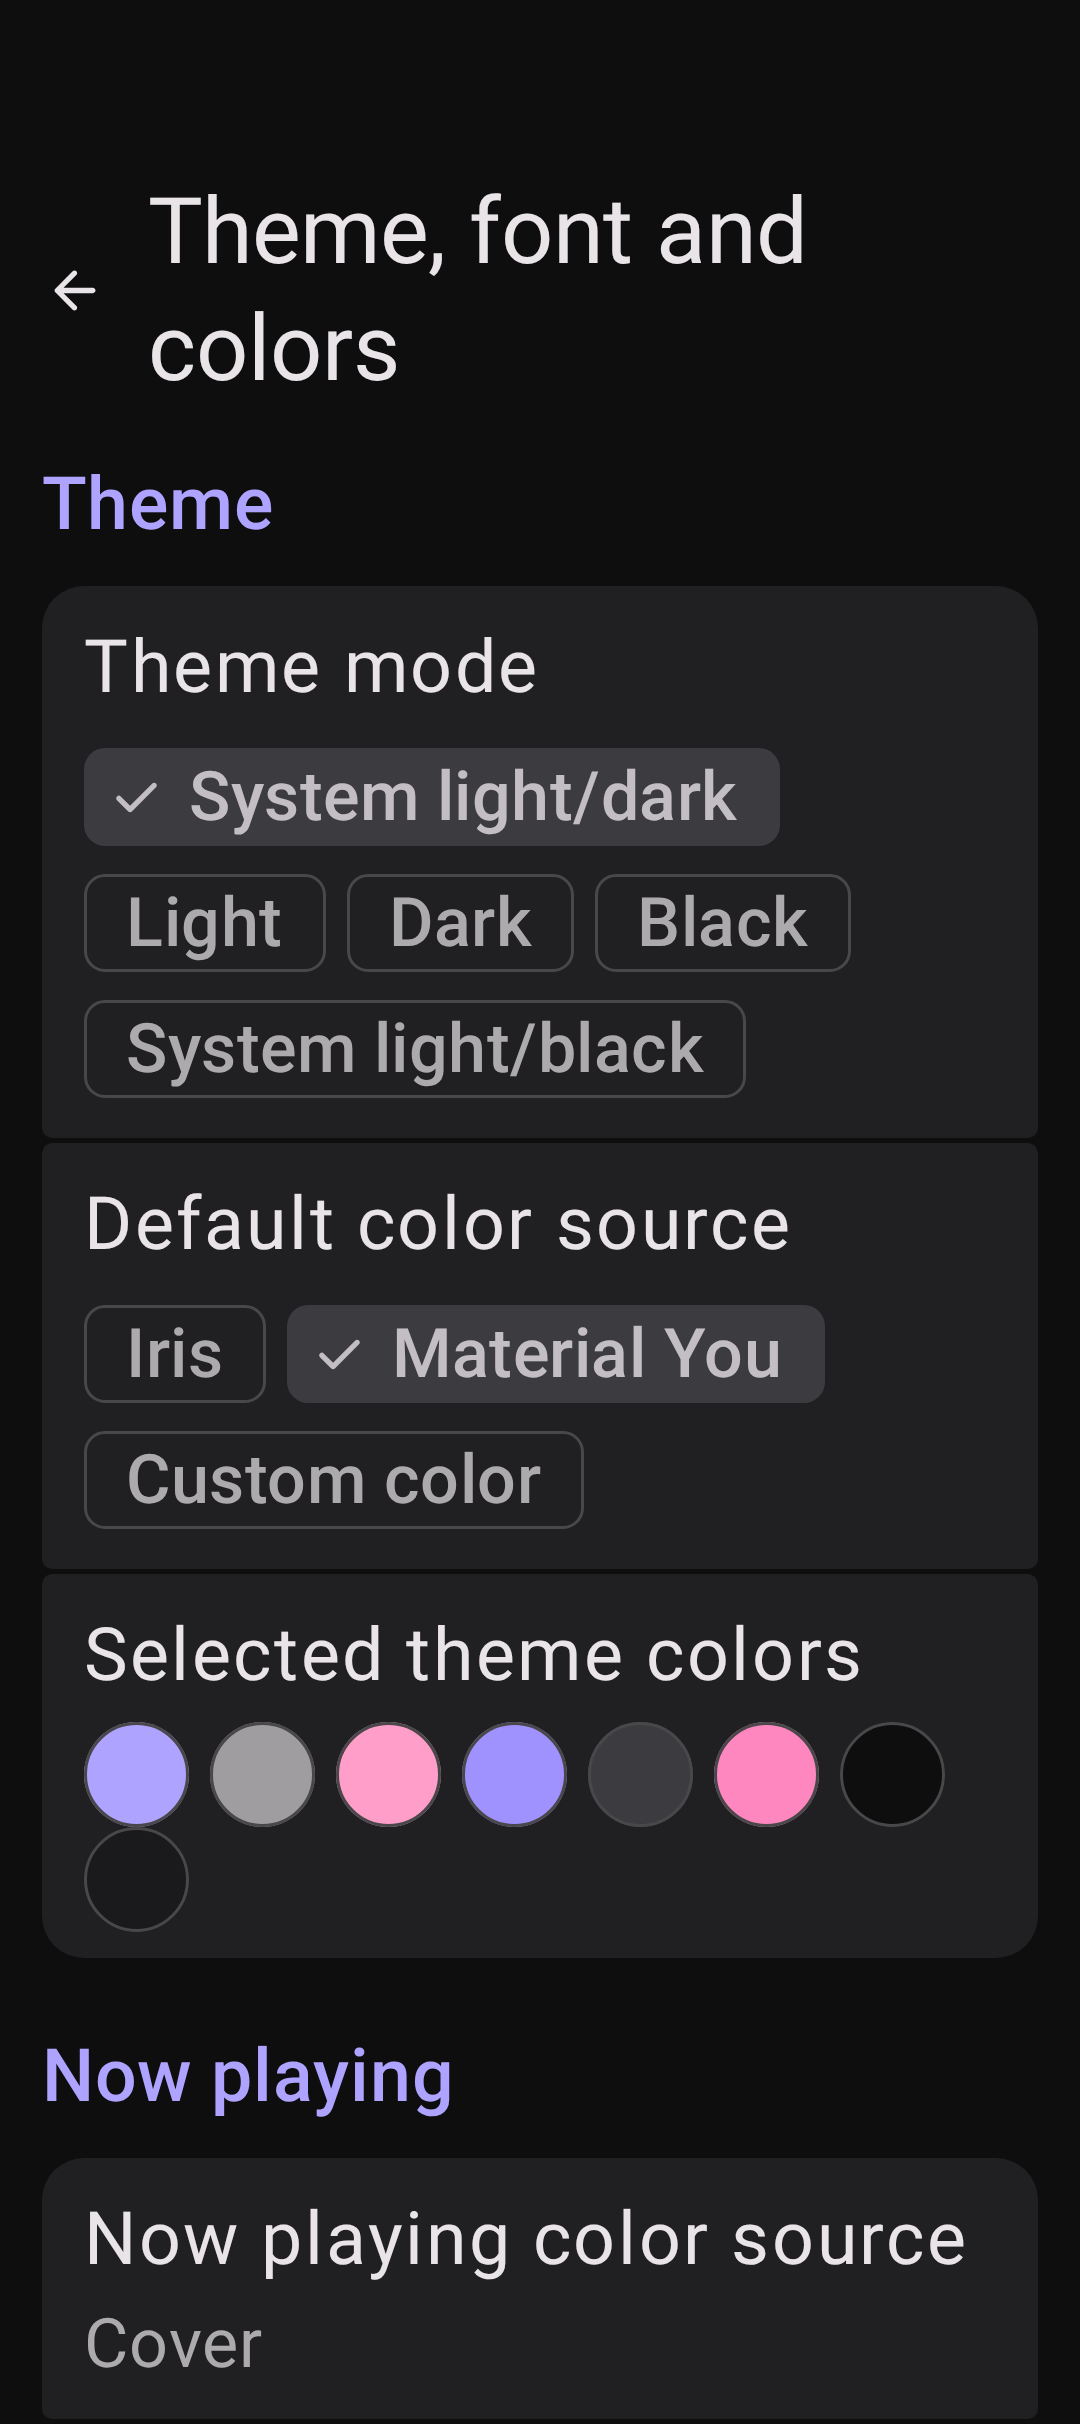 Theme, font and
colors
Theme
Theme mode
System light/dark
Light Dark Black
System light/black
Default color source
Iris Material You
Custom color
Selected theme colors
Now playing
Now playing color source
Cover